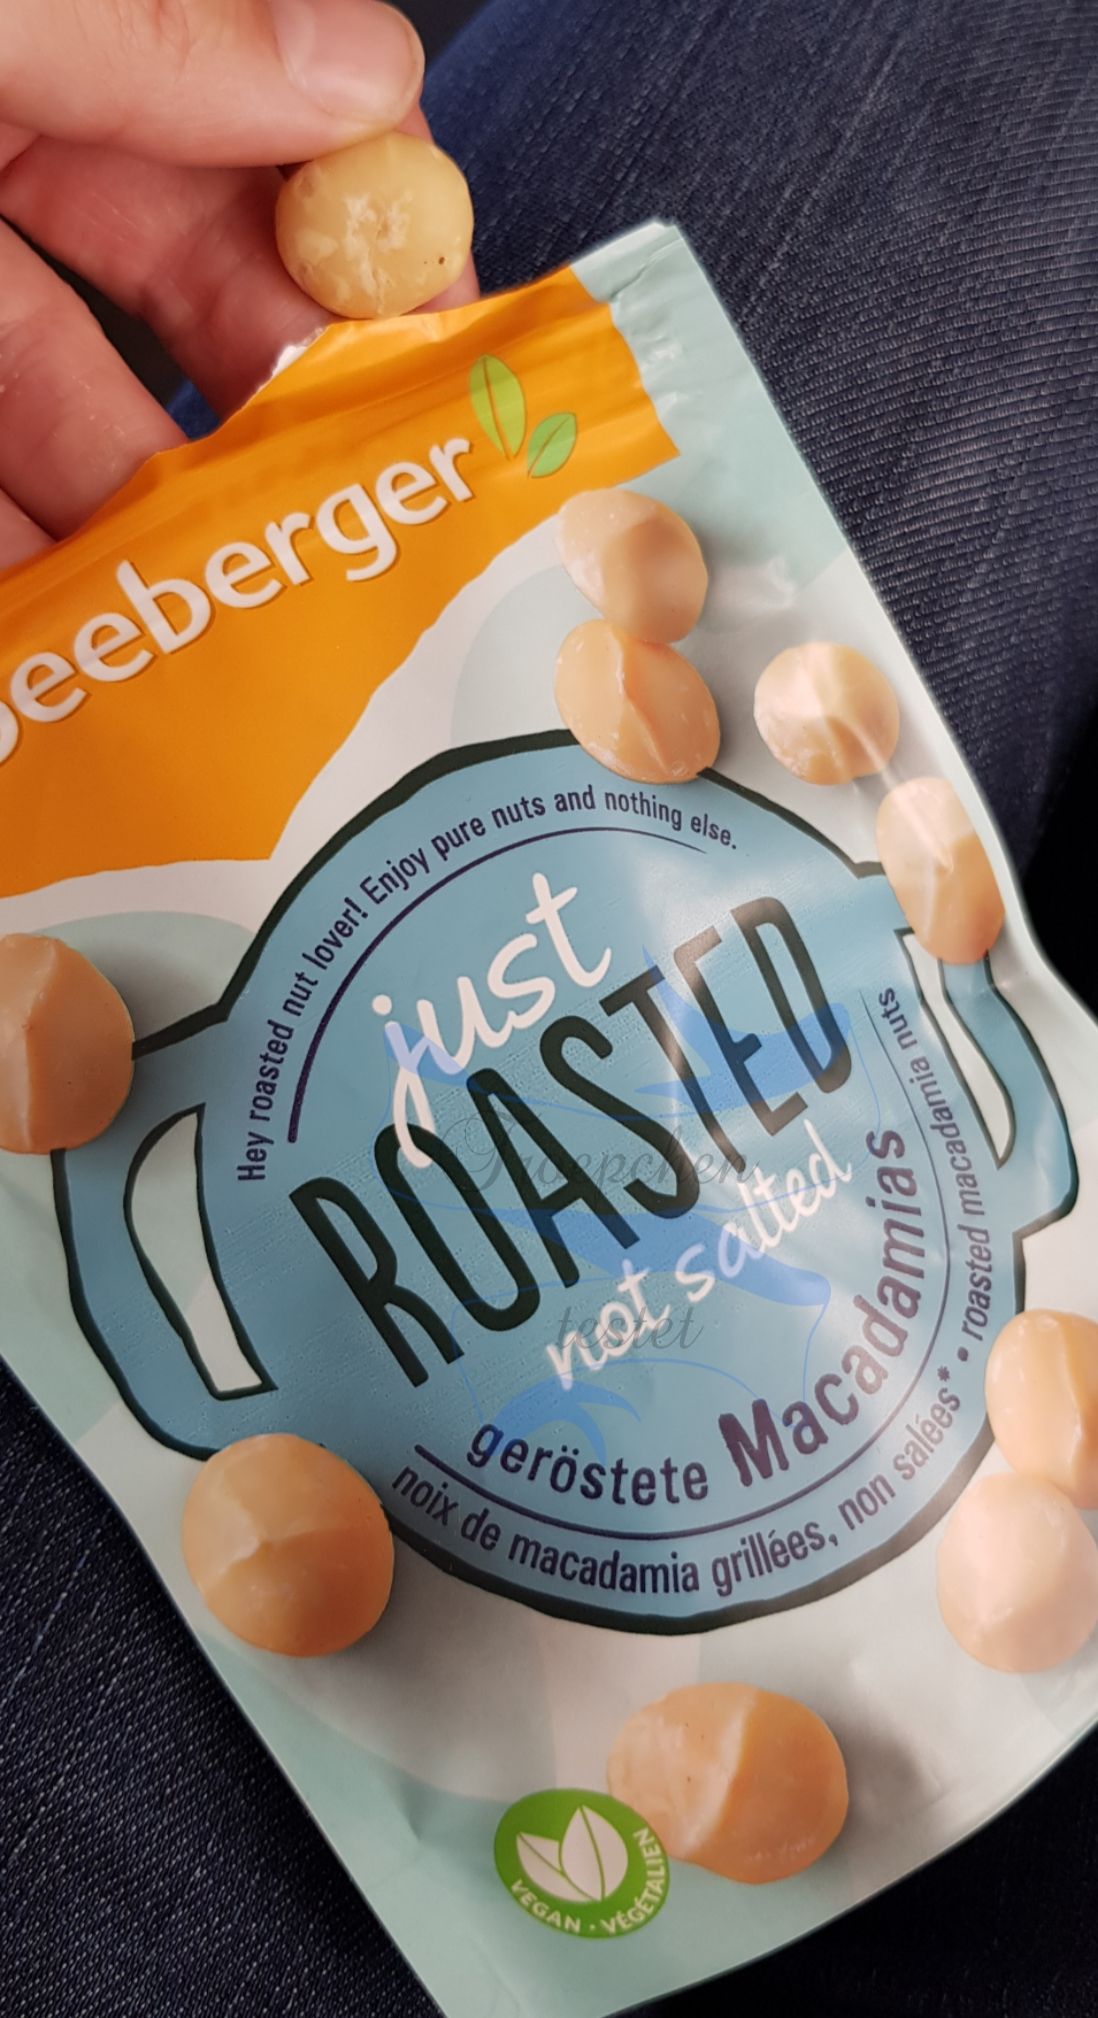 seeberger
Hey roasted nut lover! Enjoy pure nuts and nothing else.
just
ROASTED
not salted
geröstete Macadamias
noix de macadamia grillées, non salées* • roasted macadamia nuts
VEGAN · VÉGÉTALIEN
testet